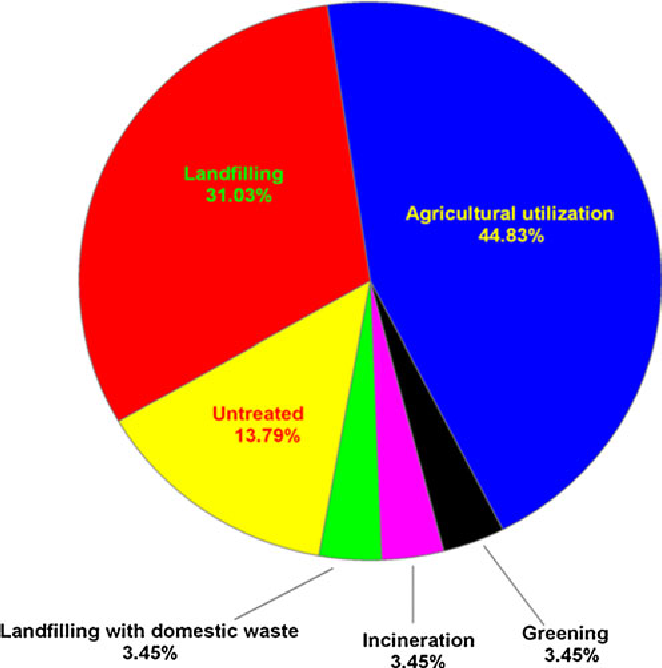 Landfilling
31.03%
Agricultural utilization
44.83%
Untreated
13.79%
Landfilling with domestic waste
3.45%
Incineration
3.45%
Greening
3.45%